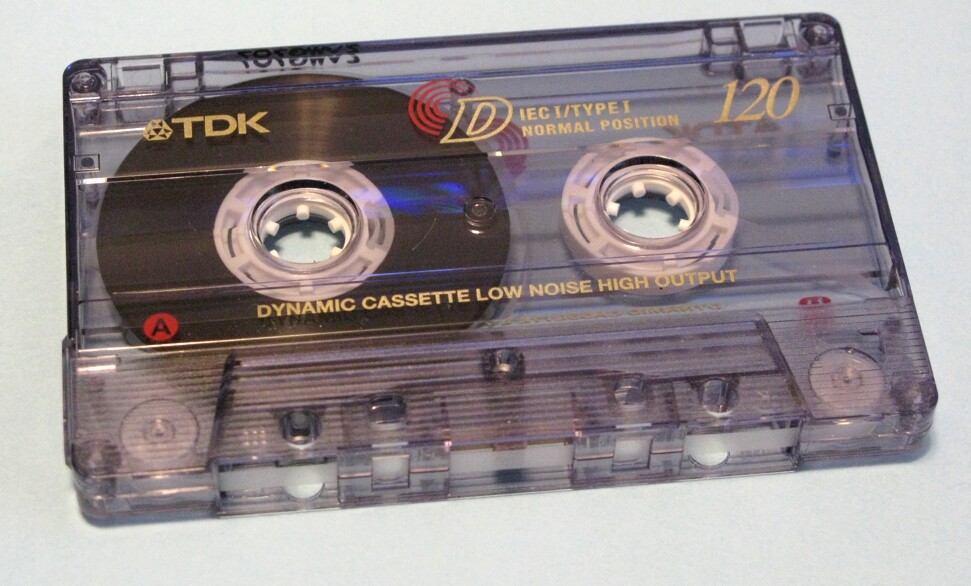 TDK
D
IEC I/TYPE I
NORMAL POSITION
120
DYNAMIC CASSETTE LOW NOISE HIGH OUTPUT
A
B